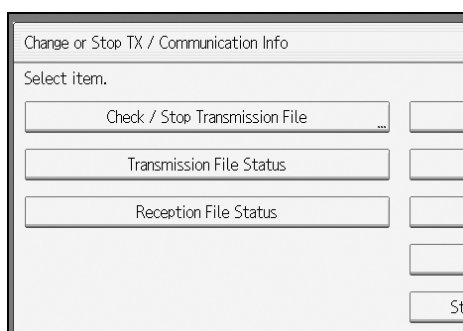 Change or Stop TX / Communication Info
Select item.
Check / Stop Transmission File
...
Transmission File Status
Reception File Status